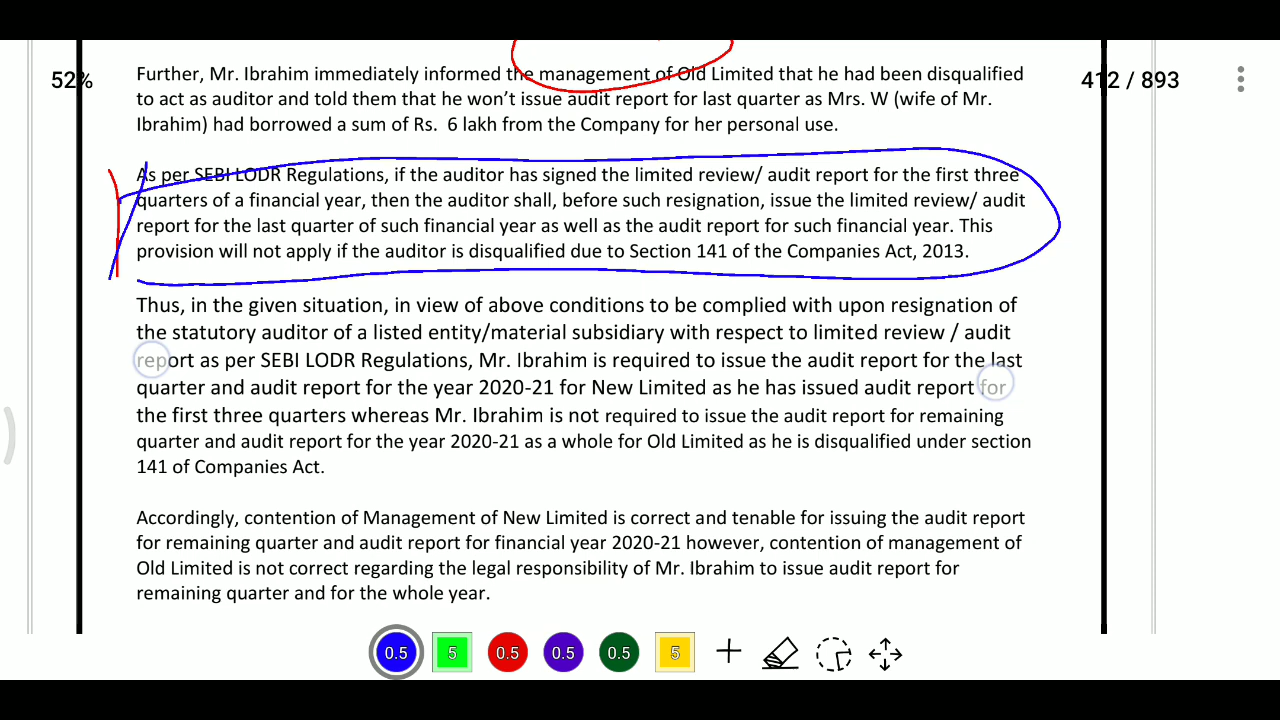 52%
412 / 893
Further, Mr. Ibrahim immediately informed the management of Old Limited that he had been disqualified
to act as auditor and told them that he won’t issue audit report for last quarter as Mrs. W (wife of Mr.
Ibrahim) had borrowed a sum of Rs. 6 lakh from the Company for her personal use.
As per SEBI LODR Regulations, if the auditor has signed the limited review/ audit report for the first three
quarters of a financial year, then the auditor shall, before such resignation, issue the limited review/ audit
report for the last quarter of such financial year as well as the audit report for such financial year. This
provision will not apply if the auditor is disqualified due to Section 141 of the Companies Act, 2013.
Thus, in the given situation, in view of above conditions to be complied with upon resignation of
the statutory auditor of a listed entity/material subsidiary with respect to limited review / audit
report as per SEBI LODR Regulations, Mr. Ibrahim is required to issue the audit report for the last
quarter and audit report for the year 2020-21 for New Limited as he has issued audit report for
the first three quarters whereas Mr. Ibrahim is not required to issue the audit report for remaining
quarter and audit report for the year 2020-21 as a whole for Old Limited as he is disqualified under section
141 of Companies Act.
Accordingly, contention of Management of New Limited is correct and tenable for issuing the audit report
for remaining quarter and audit report for financial year 2020-21 however, contention of management of
Old Limited is not correct regarding the legal responsibility of Mr. Ibrahim to issue audit report for
remaining quarter and for the whole year.
0.5 5 0.5 0.5 0.5 5